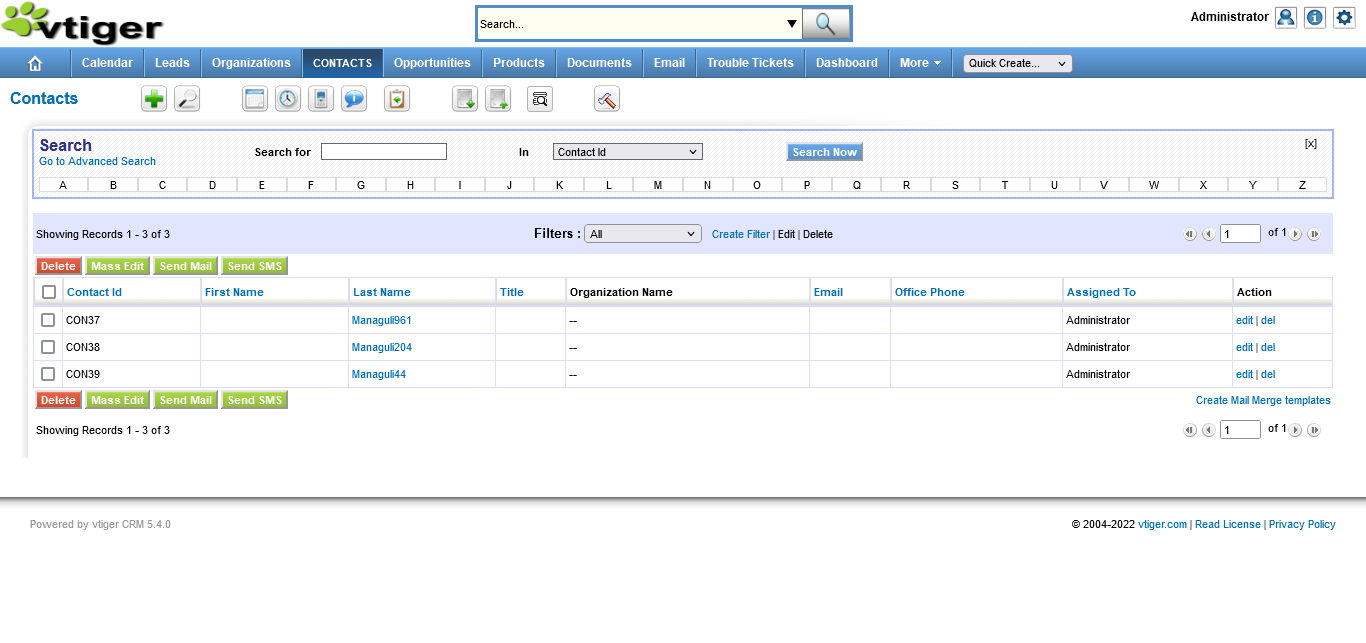 vtiger
Search...
Administrator
Calendar Leads Organizations CONTACTS Opportunities Products Documents Email Trouble Tickets Dashboard More Quick Create...
Contacts
Search
Go to Advanced Search
Search for In Contact Id Search Now [x]
A B C D E F G H I J K L M N O P Q R S T U V W X Y Z
Showing Records 1 - 3 of 3 Filters : All Create Filter | Edit | Delete 1 of 1
Delete Mass Edit Send Mail Send SMS
Contact Id First Name Last Name Title Organization Name Email Office Phone Assigned To Action
CON37 Managuli961 -- Administrator edit | del
CON38 Managuli204 -- Administrator edit | del
CON39 Managuli44 -- Administrator edit | del
Delete Mass Edit Send Mail Send SMS Create Mail Merge templates
Showing Records 1 - 3 of 3 1 of 1
Powered by vtiger CRM 5.4.0 © 2004-2022 vtiger.com | Read License | Privacy Policy